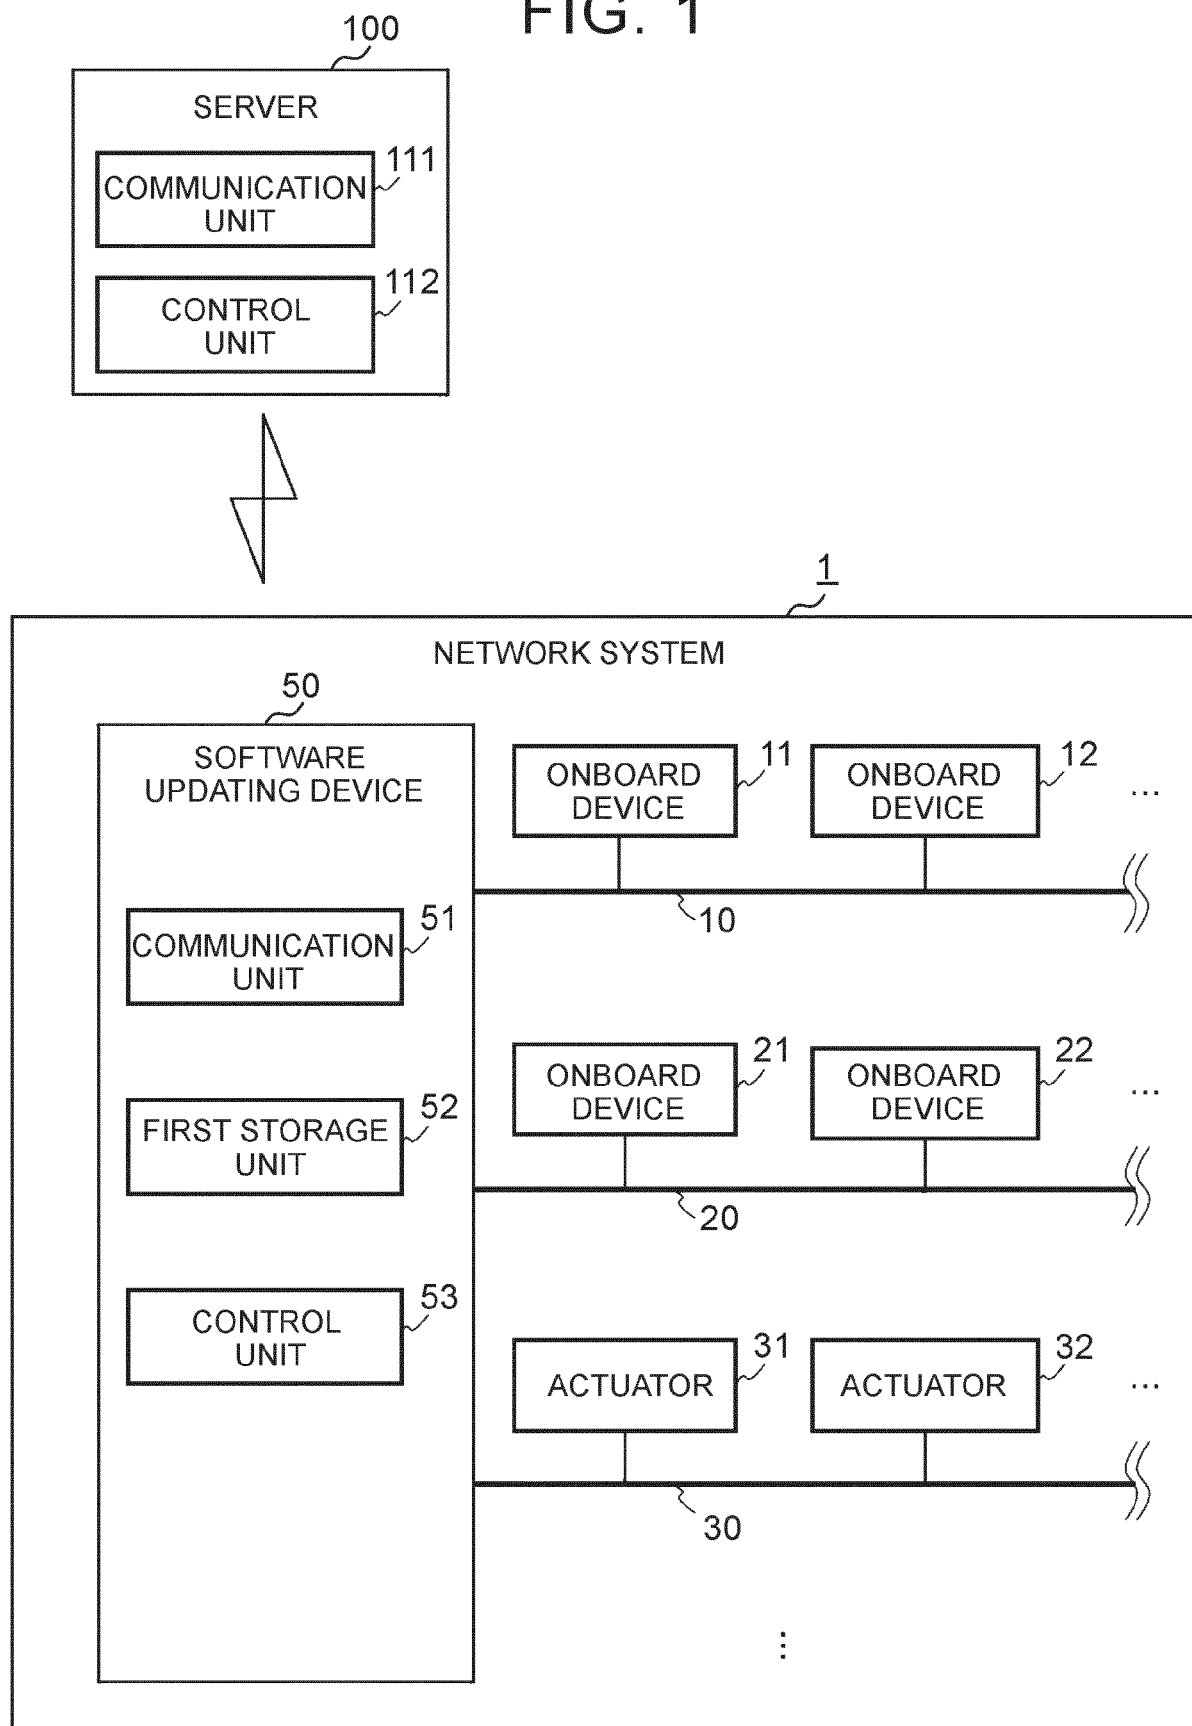 FIG. 1
100
SERVER
111
COMMUNICATION
UNIT
112
CONTROL
UNIT
1
NETWORK SYSTEM
50
SOFTWARE
UPDATING DEVICE
11
ONBOARD
DEVICE
12
ONBOARD
DEVICE
...
10
51
COMMUNICATION
UNIT
21
ONBOARD
DEVICE
22
ONBOARD
DEVICE
...
52
FIRST STORAGE
UNIT
20
53
CONTROL
UNIT
31
ACTUATOR
32
ACTUATOR
...
30
...